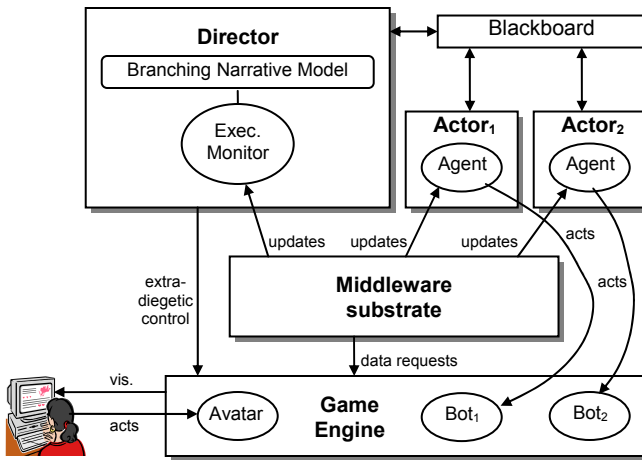 Director
Blackboard
Branching Narrative Model
Exec.
Monitor
Actor1
Agent
Actor2
Agent
updates
updates
updates
acts
acts
extra-
diegetic
control
Middleware
substrate
data requests
vis.
acts
Avatar
Game
Engine
Bot1
Bot2